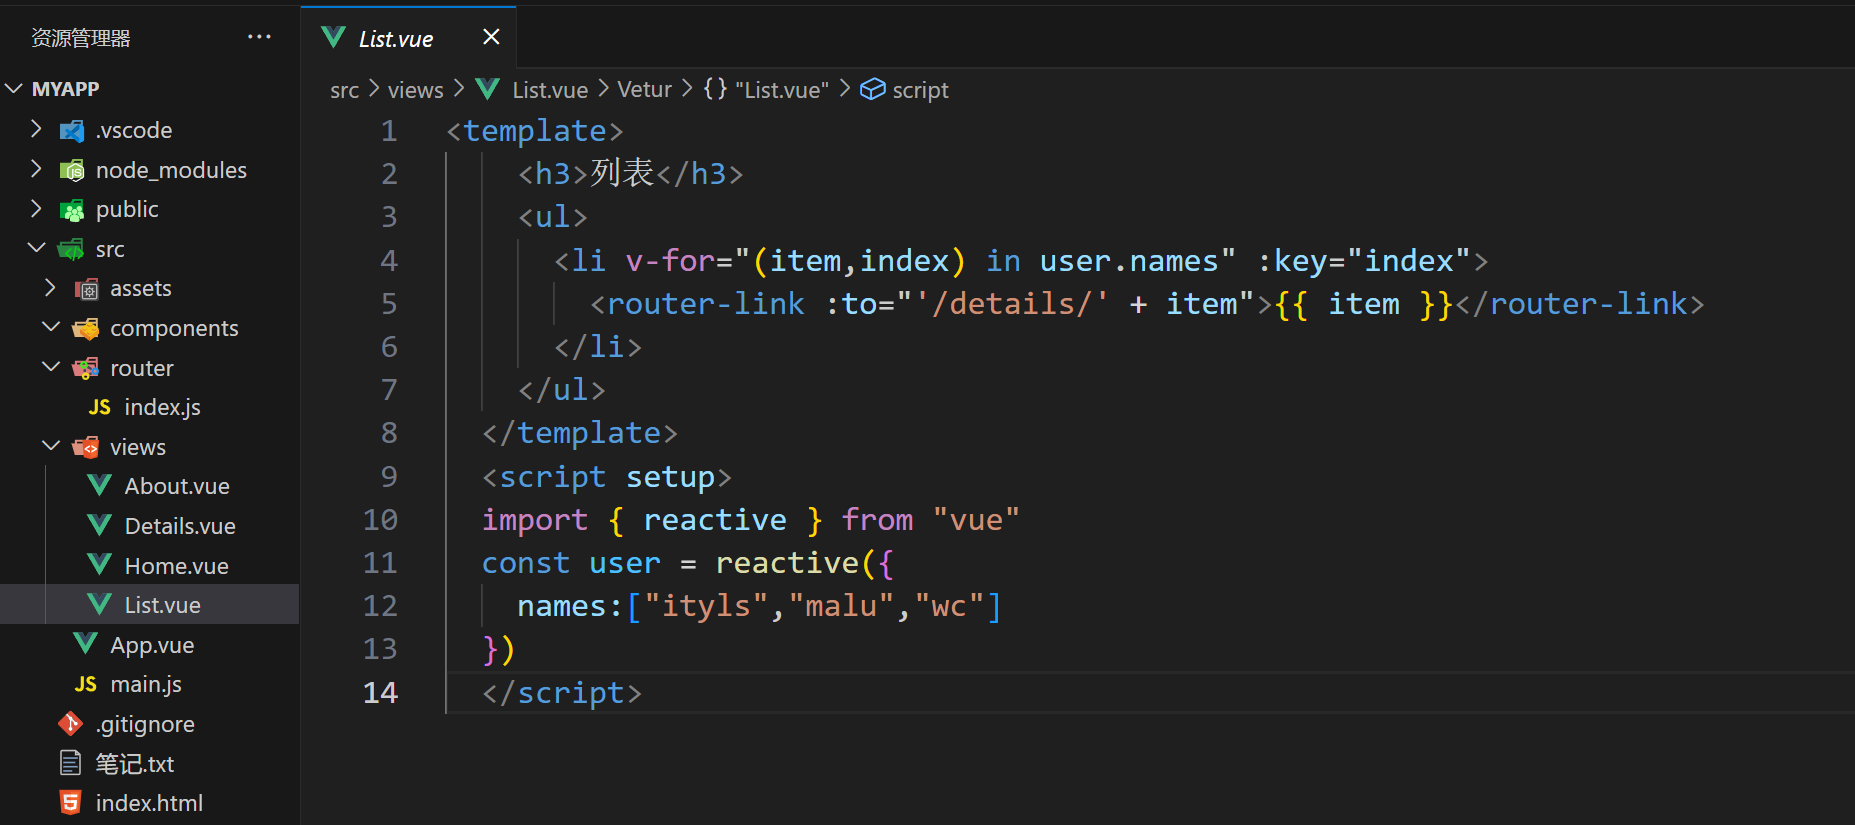 资源管理器 ···
MYAPP
.vscode
node_modules
public
src
assets
components
router
JS index.js
views
About.vue
Details.vue
Home.vue
List.vue
App.vue
JS main.js
.gitignore
笔记.txt
index.html
List.vue ×
src > views > List.vue > Vetur > {} "List.vue" > script
1 <template>
2 <h3>列表</h3>
3 <ul>
4 <li v-for="(item,index) in user.names" :key="index">
5 <router-link :to="'/details/' + item">{{ item }}</router-link>
6 </li>
7 </ul>
8 </template>
9 <script setup>
10 import { reactive } from "vue"
11 const user = reactive({
12 names:["ityls","malu","wc"]
13 })
14 </script>